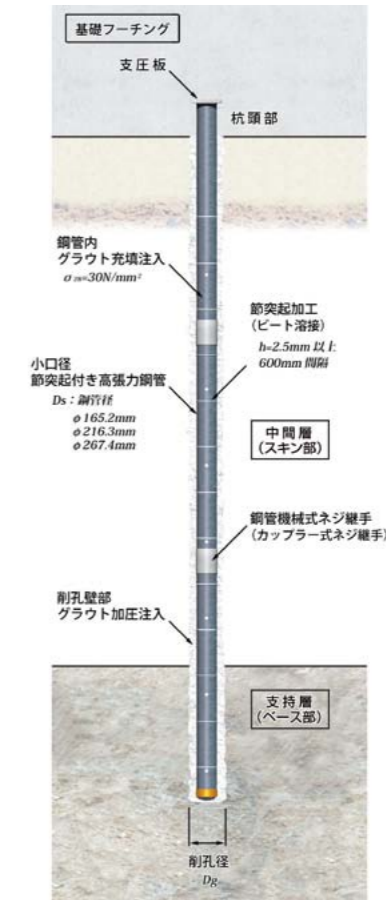 基礎フーチング
支圧板
杭頭部
鋼管内
グラウト充填注入
σ₂₈=30N/mm²
節突起加工
(ビート溶接)
h=2.5mm 以上
600mm 間隔
小口径
節突起付き高張力鋼管
Ds:鋼管径
φ165.2mm
φ216.3mm
φ267.4mm
中間層
(スキン部)
鋼管機械式ネジ継手
(カップラー式ネジ継手)
削孔壁部
グラウト加圧注入
支持層
(ベース部)
削孔径
Dg